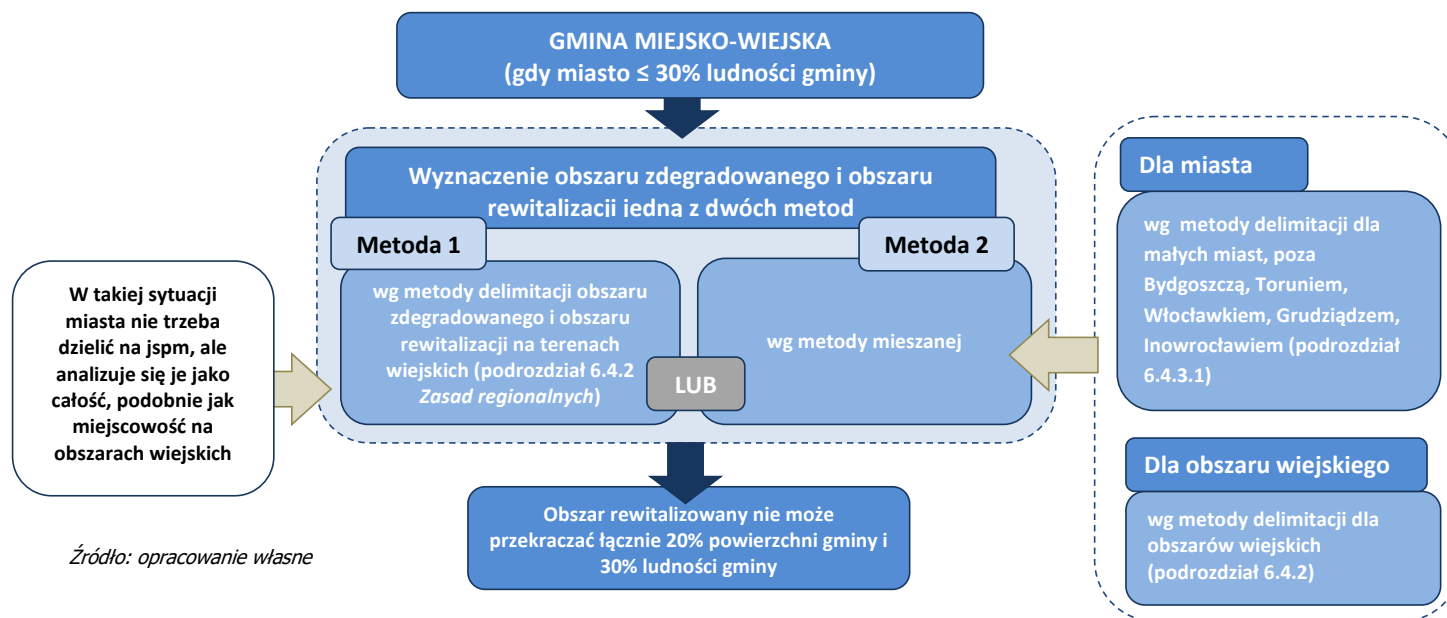 GMINA MIEJSKO-WIEJSKA
(gdy miasto ≤ 30% ludności gminy)
Wyznaczenie obszaru zdegradowanego i obszaru
rewitalizacji jedną z dwóch metod
Metoda 1
wg metody delimitacji obszaru
zdegradowanego i obszaru
rewitalizacji na terenach
wiejskich (podrozdział 6.4.2
Zasad regionalnych)
LUB
Metoda 2
wg metody mieszanej
W takiej sytuacji
miasta nie trzeba
dzielić na jspm, ale
analizuje się je jako
całość, podobnie jak
miejscowość na
obszarach wiejskich
Dla miasta
wg metody delimitacji dla
małych miast, poza
Bydgoszczą, Toruniem,
Włocławkiem, Grudziądzem,
Inowrocławiem (podrozdział
6.4.3.1)
Dla obszaru wiejskiego
wg metody delimitacji dla
obszarów wiejskich
(podrozdział 6.4.2)
Obszar rewitalizowany nie może
przekraczać łącznie 20% powierzchni gminy i
30% ludności gminy
Źródło: opracowanie własne